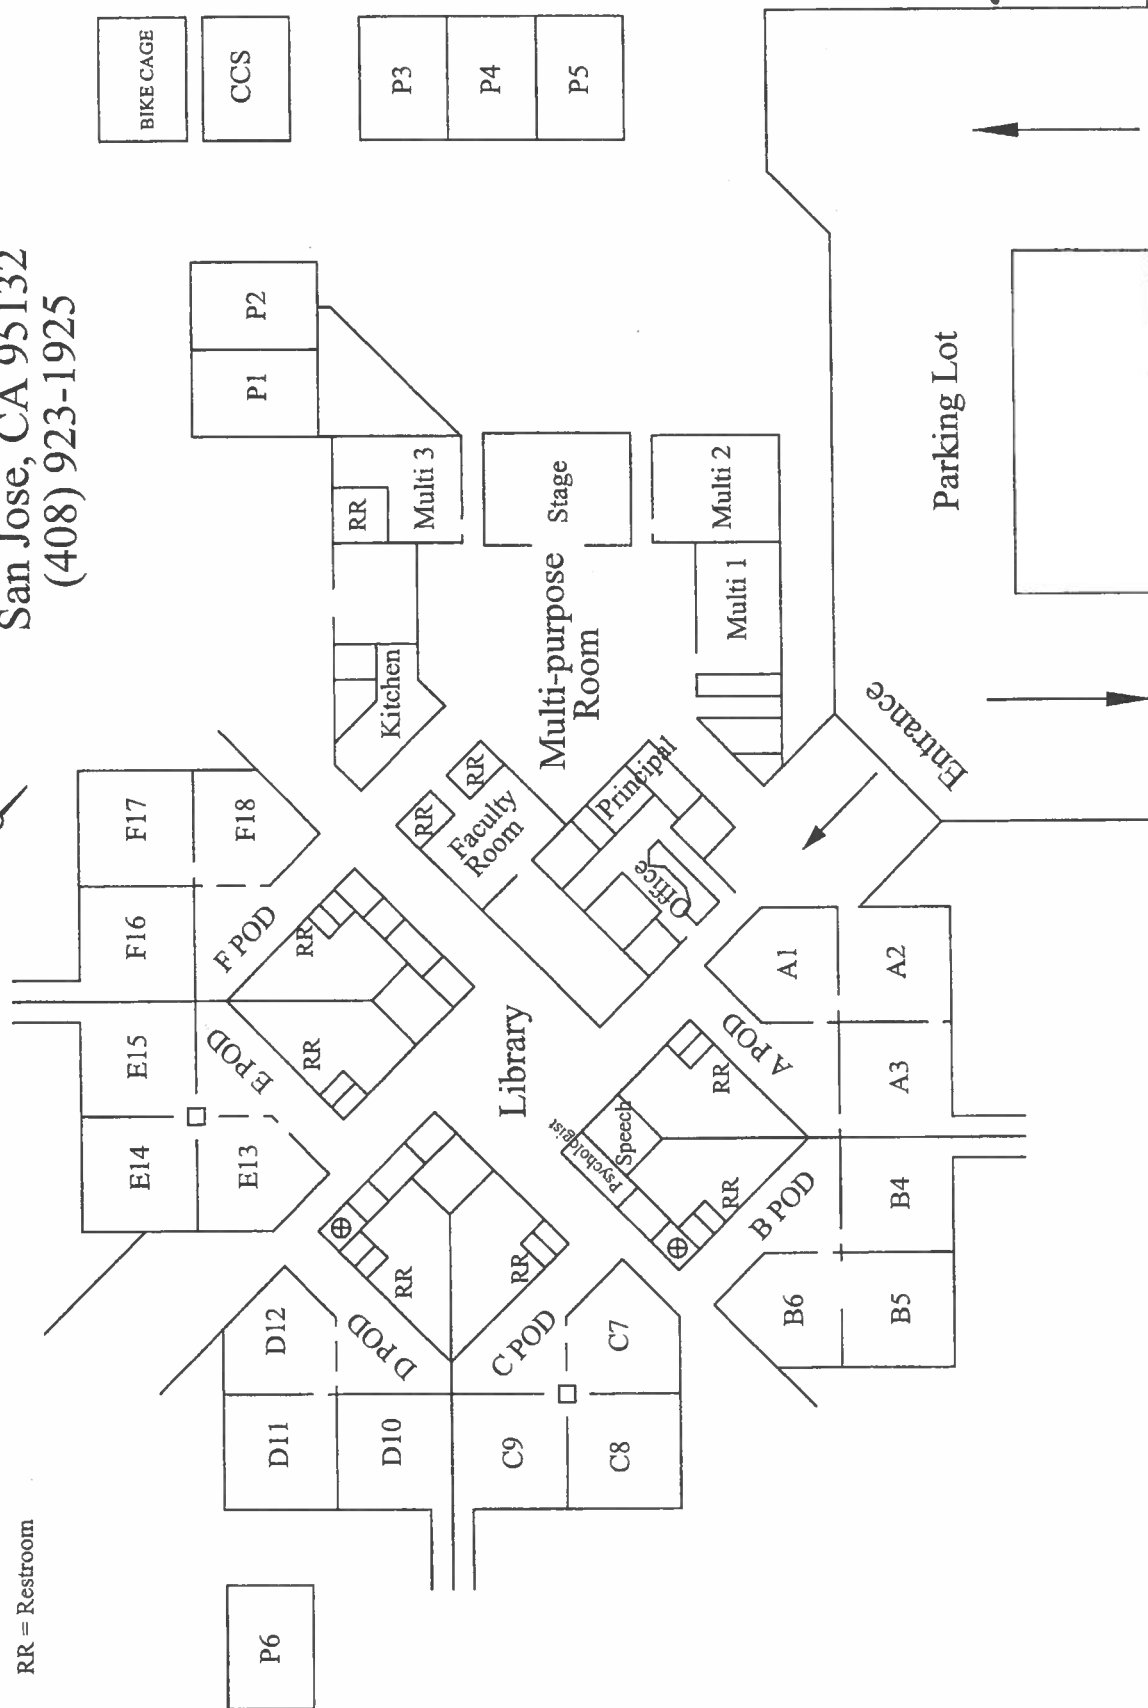 San Jose, CA 95132
(408) 923-1925
RR = Restroom
BIKE CAGE
CCS
P3
P4
P5
P2
P1
RR
Multi 3
Stage
Multi 2
Multi 1
Kitchen
Multi-purpose
Room
Parking Lot
Entrance
RR
RR
Faculty
Room
Principal
Office
F17
F18
F16
F POD
RR
E15
E POD
RR
E14
E13
Library
A1
A2
A3
A POD
RR
Speech
Psychologist
RR
B POD
B4
B5
B6
D12
D11
D10
D POD
RR
RR
C POD
C7
C8
C9
P6